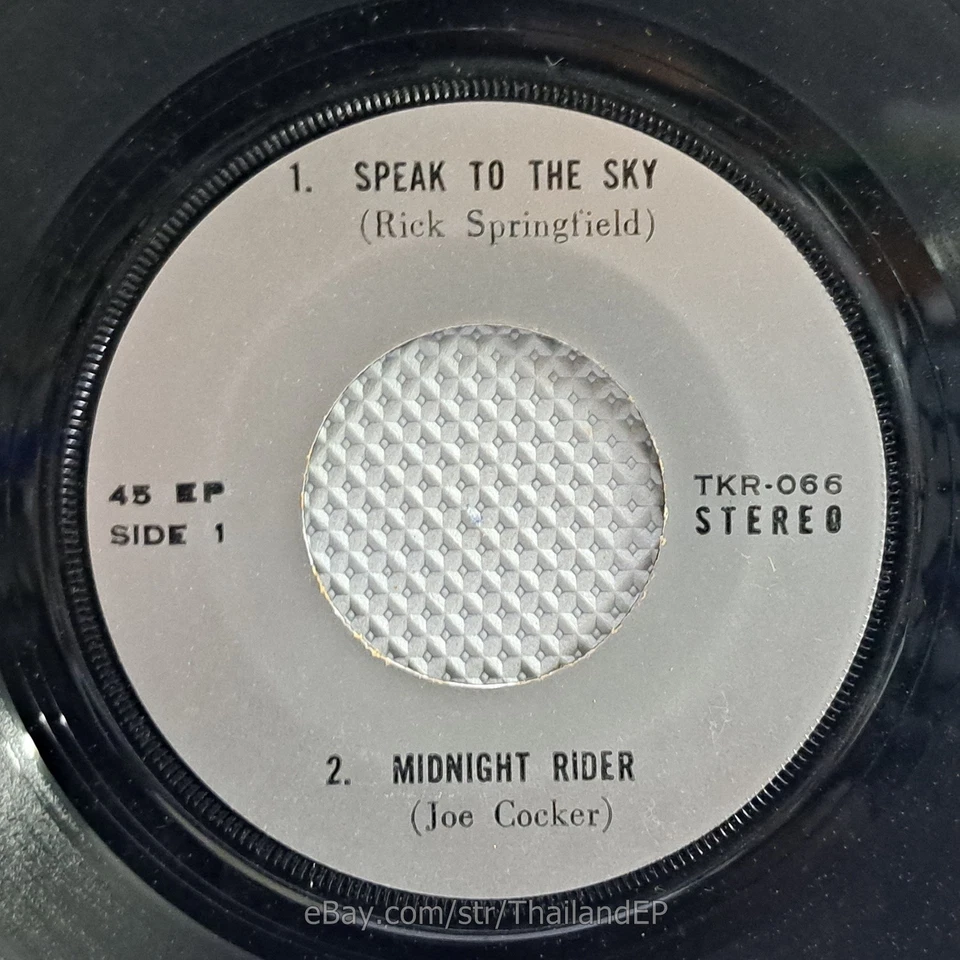 1. SPEAK TO THE SKY
(Rick Springfield)
45 EP
SIDE 1
TKR-066
STEREO
2. MIDNIGHT RIDER
(Joe Cocker)
eBay.com/str/ThailandEP